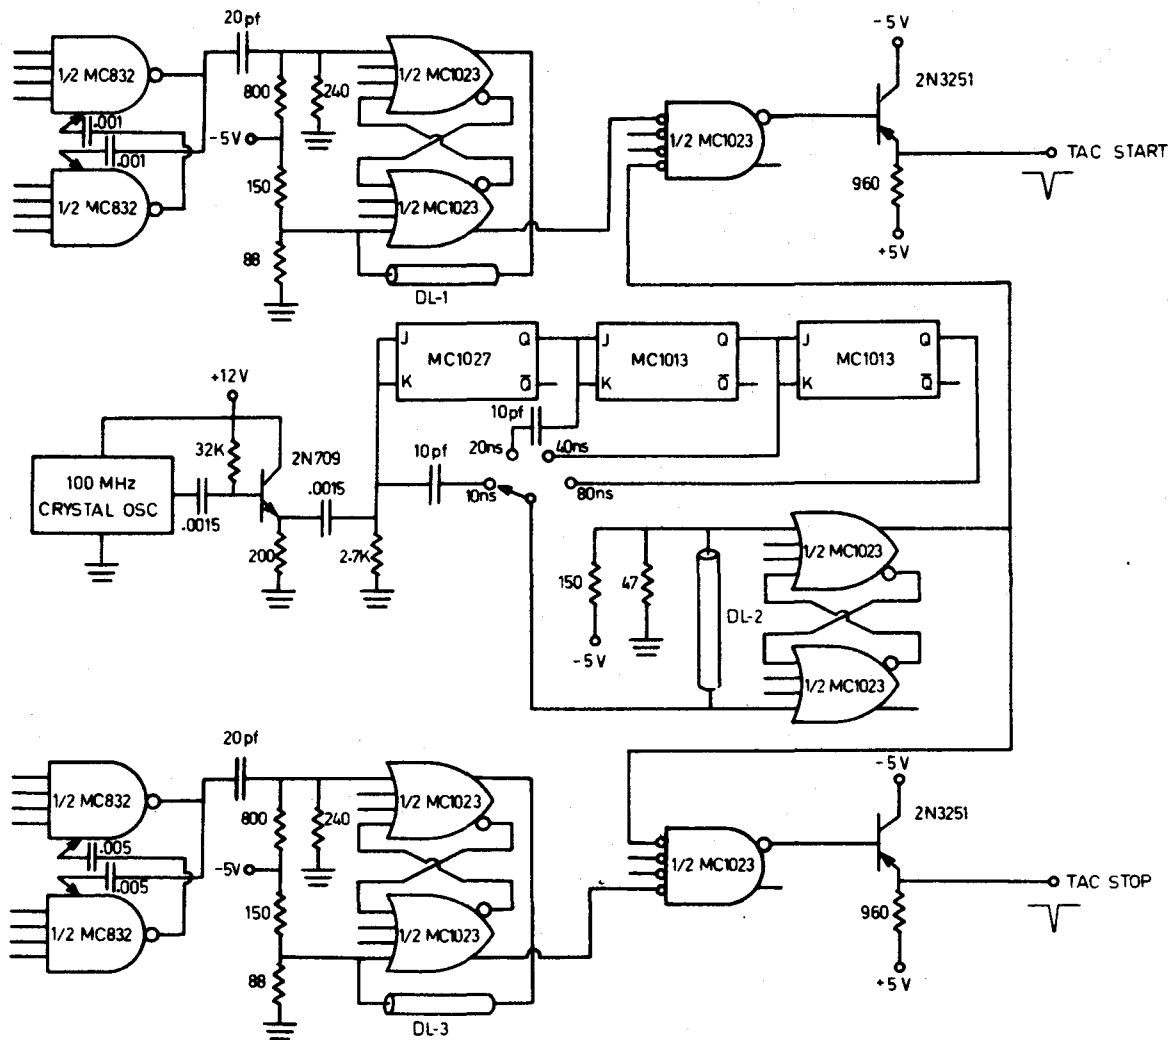 20pf
1/2 MC832
800
240
1/2 MC1023
.001
-5V
.001
1/2 MC832
150
1/2 MC1023
88
DL-1
1/2 MC1023
-5V
2N3251
TAC START
960
+5V
J Q
MC1027
K Q̅
J Q
MC1013
K Q̅
J Q
MC1013
K Q̅
+12V
32K
2N709
100 MHz
CRYSTAL OSC
.0015
.0015
200
2.7K
10pf
10pf
20ns
40ns
10ns
80ns
150
47
-5V
DL-2
1/2 MC1023
1/2 MC1023
20pf
1/2 MC832
800
240
1/2 MC1023
.005
-5V
.005
1/2 MC832
150
1/2 MC1023
88
DL-3
1/2 MC1023
-5V
2N3251
TAC STOP
960
+5V